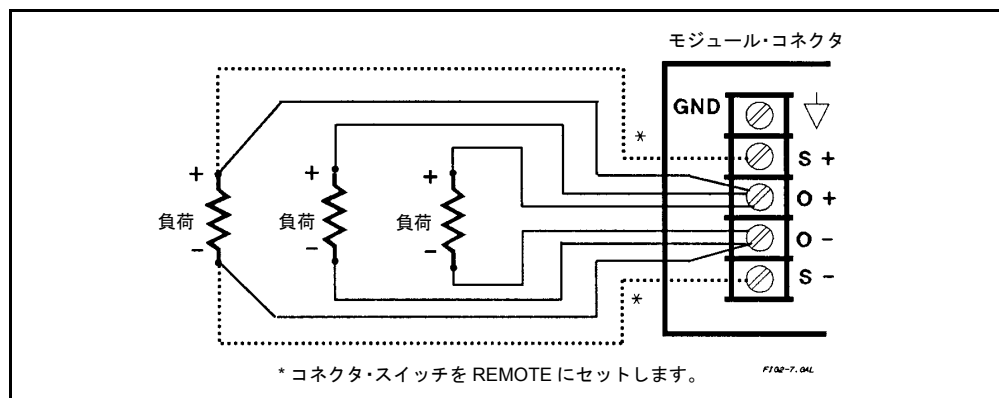 モジュール・コネクタ
GND
*
S +
+ + +
O +
負荷 負荷 負荷
- - -
O -
S -
*
* コネクタ・スイッチを REMOTE にセットします。
FIG2-7.GAL